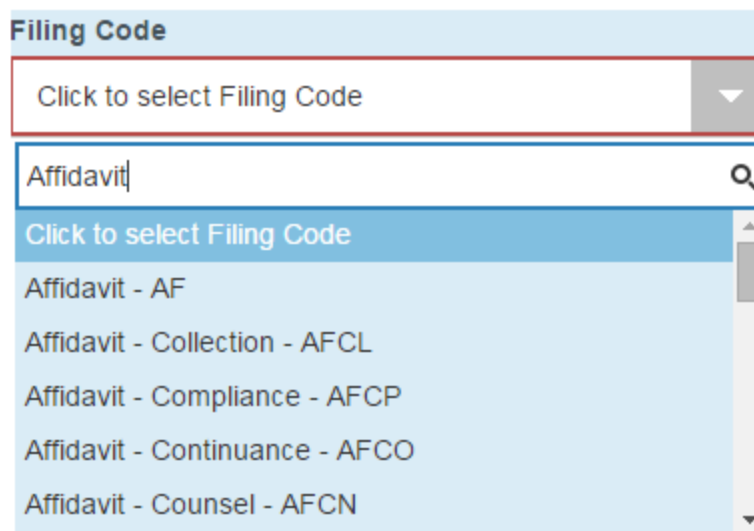 Filing Code
Click to select Filing Code
Affidavit
Click to select Filing Code
Affidavit - AF
Affidavit - Collection - AFCL
Affidavit - Compliance - AFCP
Affidavit - Continuance - AFCO
Affidavit - Counsel - AFCN